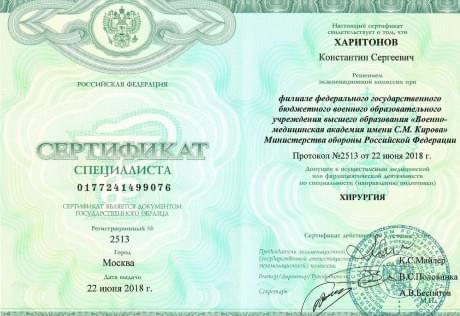 РОССИЙСКАЯ ФЕДЕРАЦИЯ
СЕРТИФИКАТ
СПЕЦИАЛИСТА
0177241499076
СЕРТИФИКАТ ЯВЛЯЕТСЯ ДОКУМЕНТОМ
ГОСУДАРСТВЕННОГО ОБРАЗЦА
Регистрационный №
2513
Город
Москва
Дата выдачи
22 июня 2018 г.
Настоящий сертификат
свидетельствует о том, что
ХАРИТОНОВ
Константин Сергеевич
Решением
экзаменационной комиссии при
филиале федерального государственного
бюджетного военного образовательного
учреждения высшего образования «Военно-
медицинская академия имени С.М. Кирова»
Министерства обороны Российской Федерации
Протокол №2513 от 22 июня 2018 г.
Допущен к осуществлению медицинской
или фармацевтической деятельности
по специальности (направлению подготовки)
ХИРУРГИЯ
Сертификат действителен в течение
Председатель экзаменационной
(государственной аттестационной
экзаменационной) комиссии
К.С.Майлер
Ректор/Директор/Руководитель
Секретарь
А.В.Беспятов
М.П.